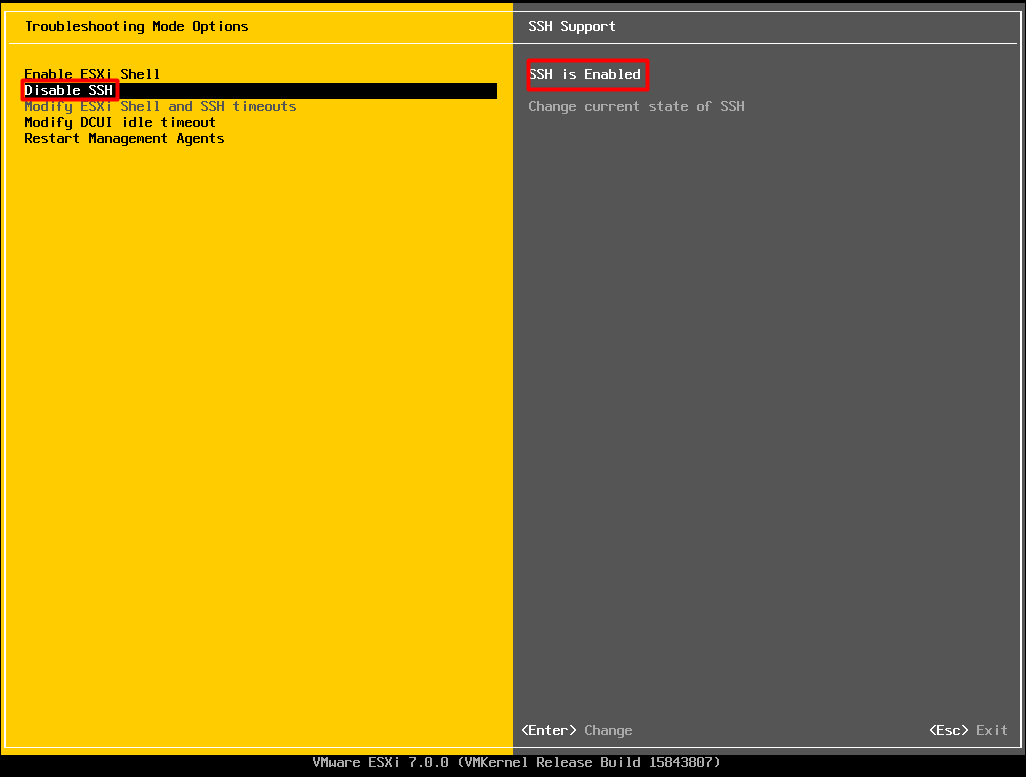 Troubleshooting Mode Options
Enable ESXi Shell
Disable SSH
Modify ESXi Shell and SSH timeouts
Modify DCUI idle timeout
Restart Management Agents
SSH Support
SSH is Enabled
Change current state of SSH
<Enter> Change
<Esc> Exit
VMware ESXi 7.0.0 (VMKernel Release Build 15843807)